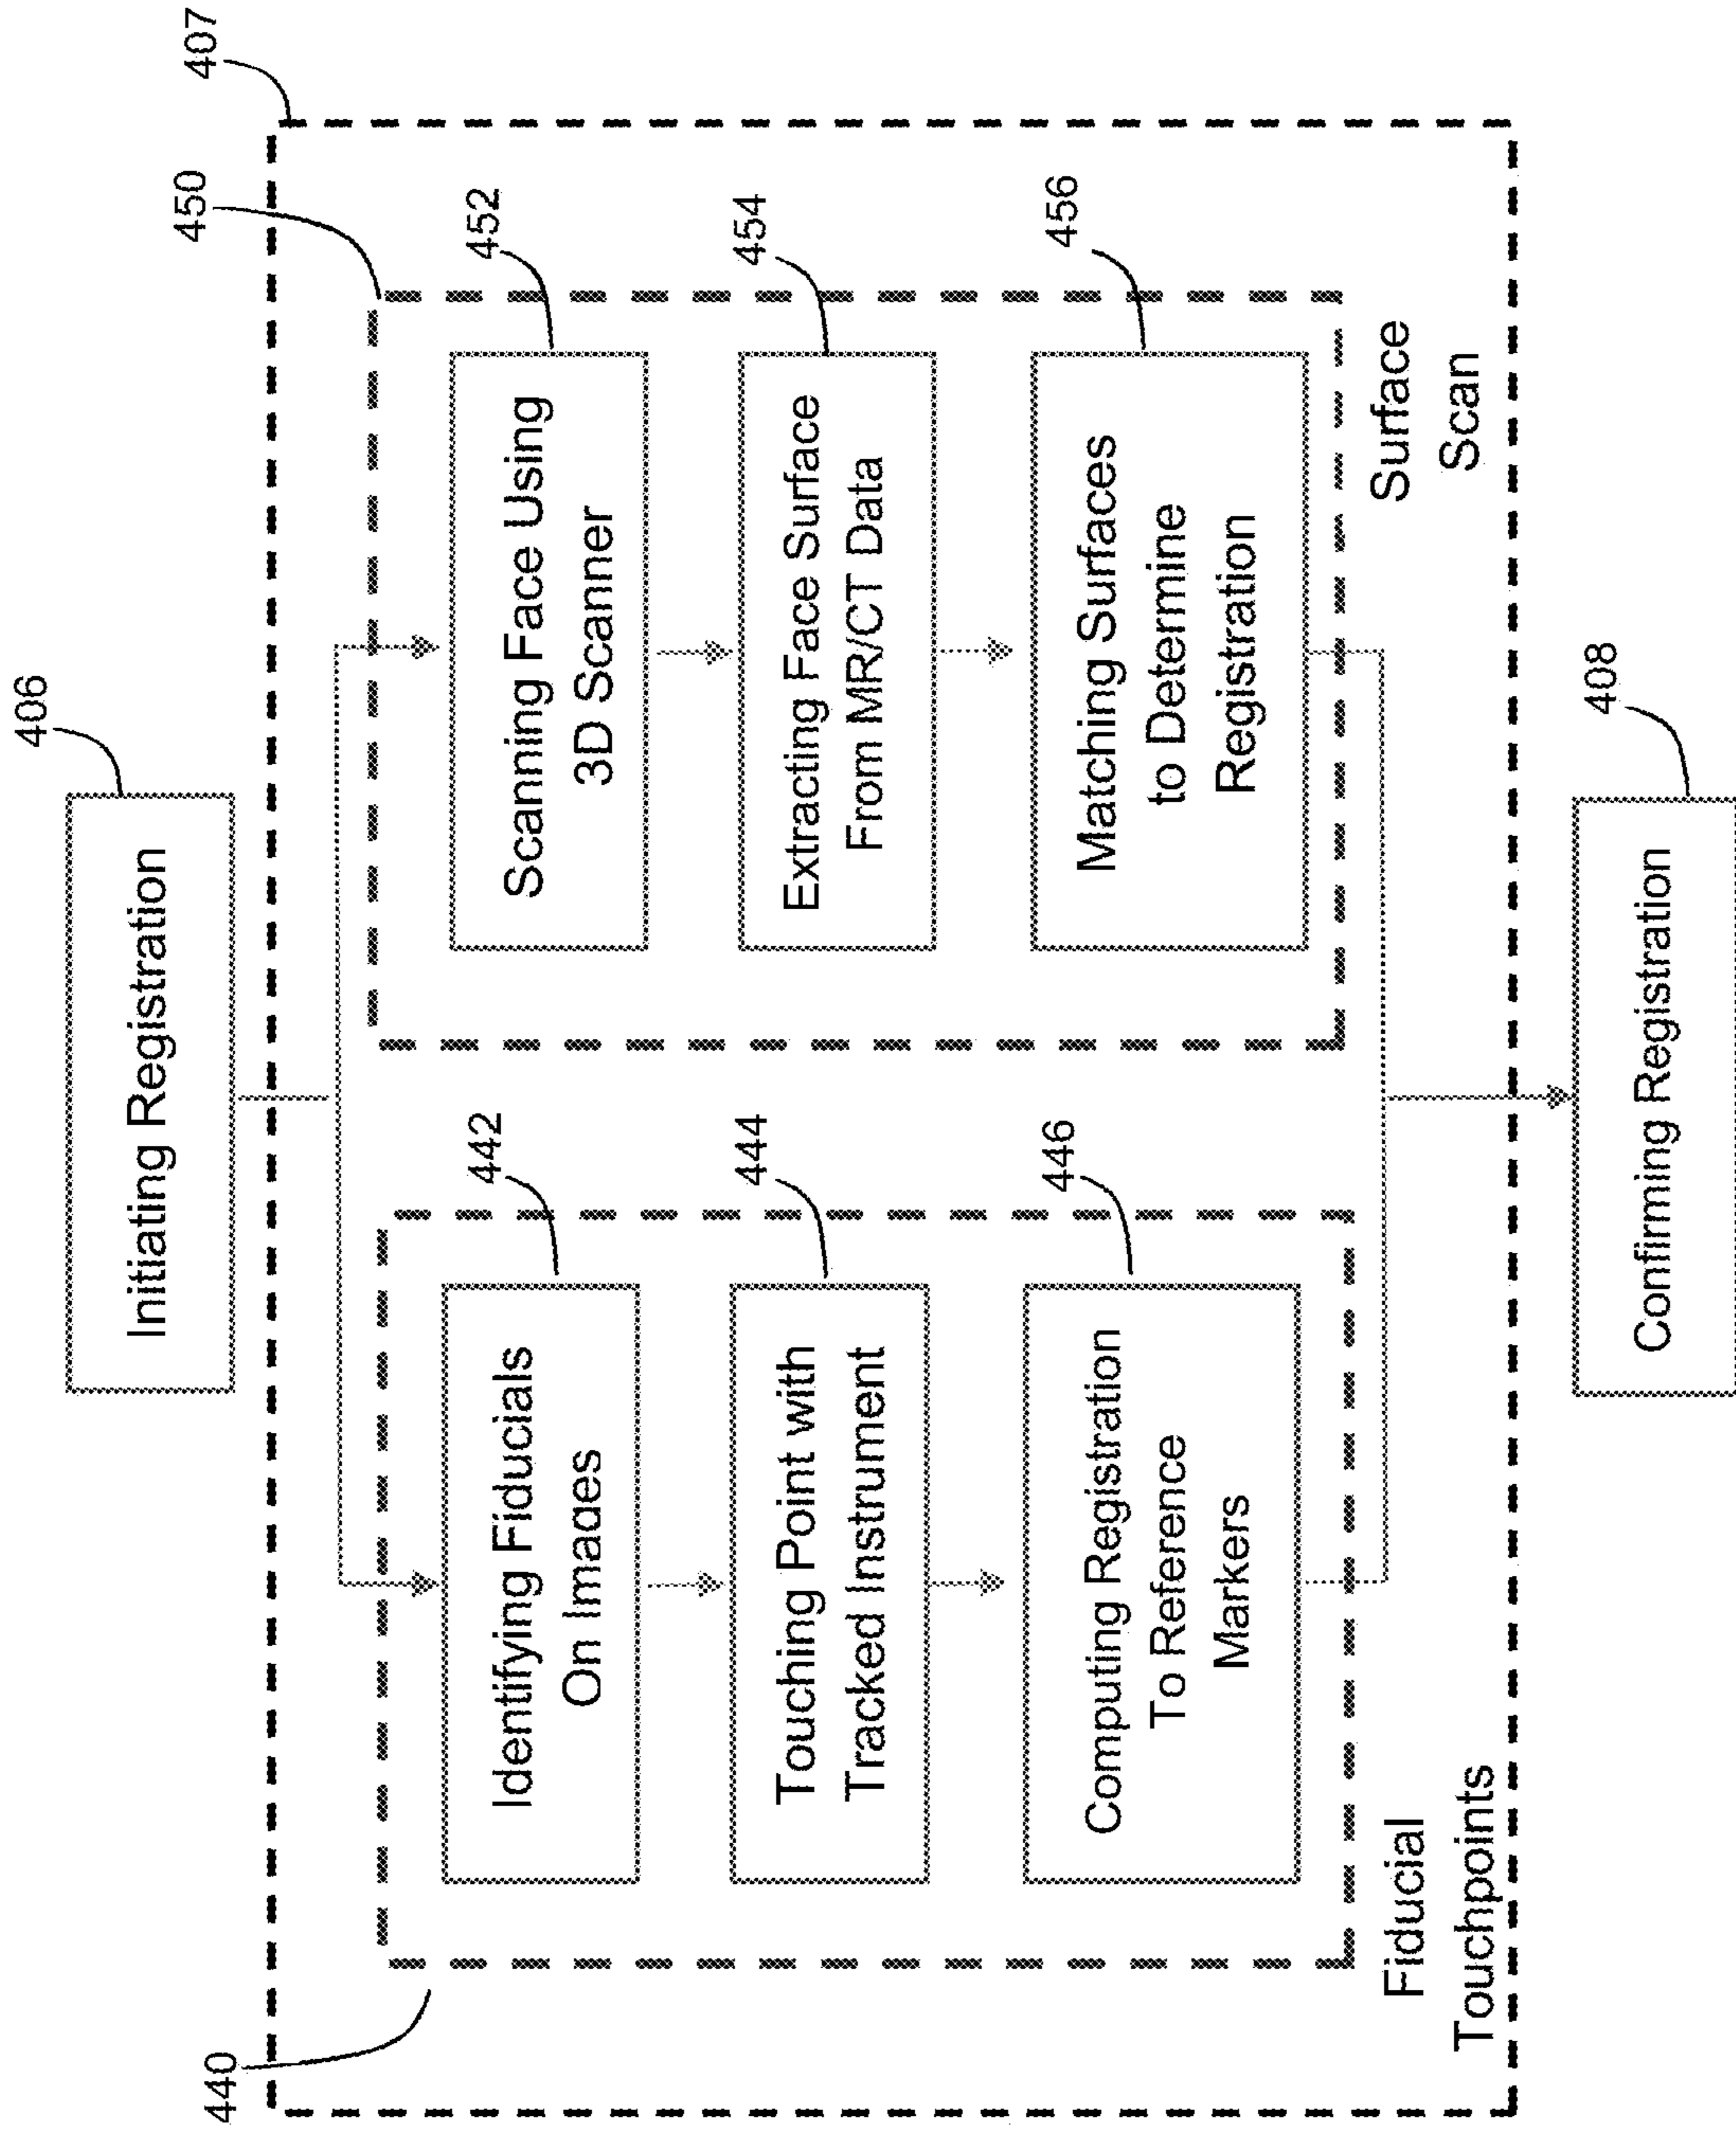 406
Initiating Registration
407
450
440
442
Identifying Fiducials
On Images
452
Scanning Face Using
3D Scanner
444
Touching Point with
Tracked Instrument
454
Extracting Face Surface
From MR/CT Data
446
Computing Registration
To Reference
Markers
456
Matching Surfaces
to Determine
Registration
Fiducial
Touchpoints
Surface
Scan
408
Confirming Registration